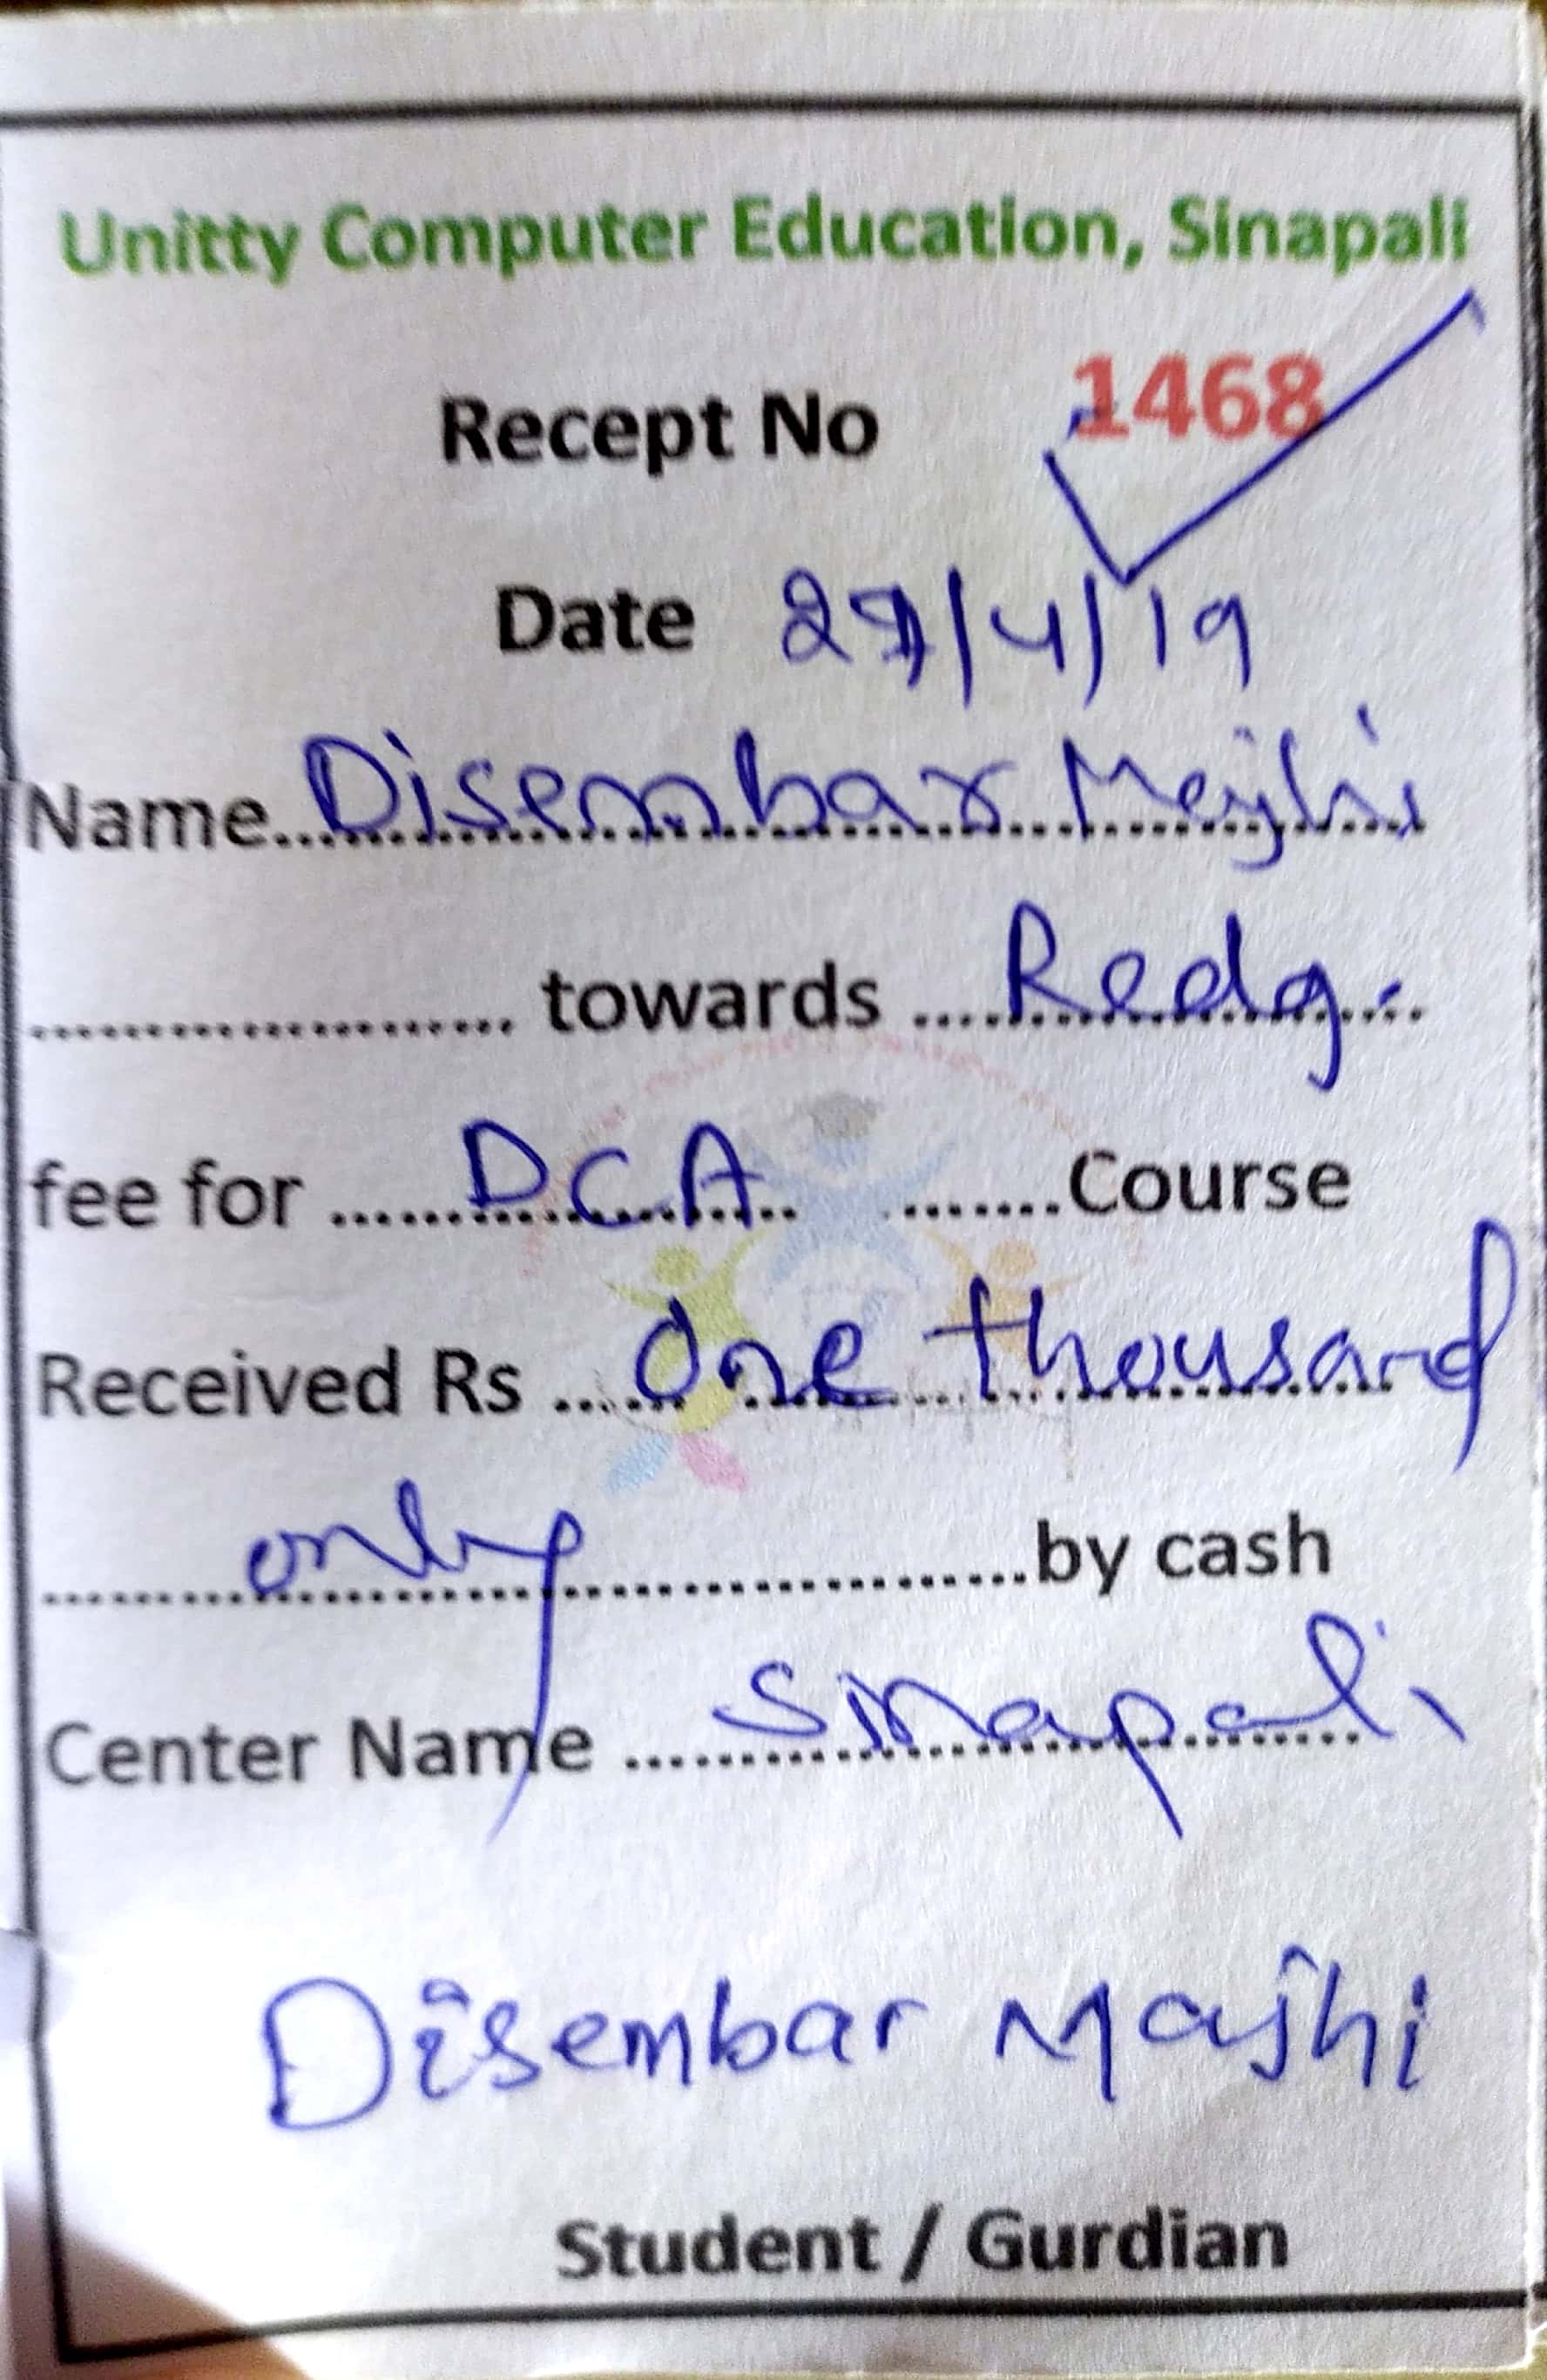 Unitty Computer Education, Sinapali
Recept No 1468
Date /4/19
Name Disembar Majhi
towards Redg.
fee for DCA Course
Received Rs One thousand
only by cash
Center Name Sinapali
Disembar Majhi
Student / Gurdian